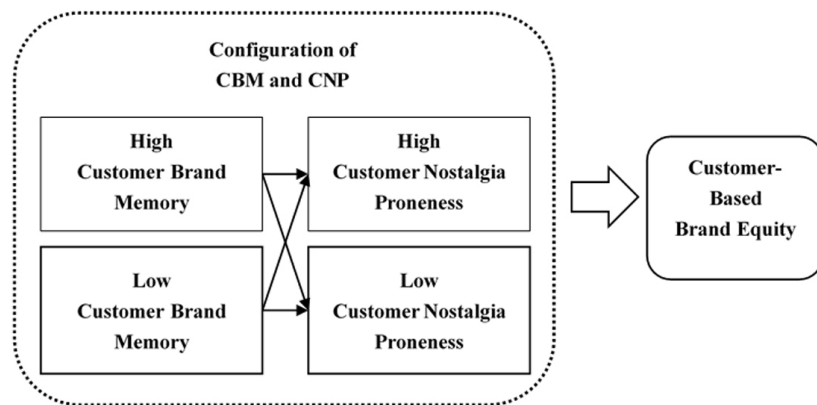 Configuration of
CBM and CNP
High
Customer Brand
Memory
High
Customer Nostalgia
Proneness
Low
Customer Brand
Memory
Low
Customer Nostalgia
Proneness
Customer-
Based
Brand Equity